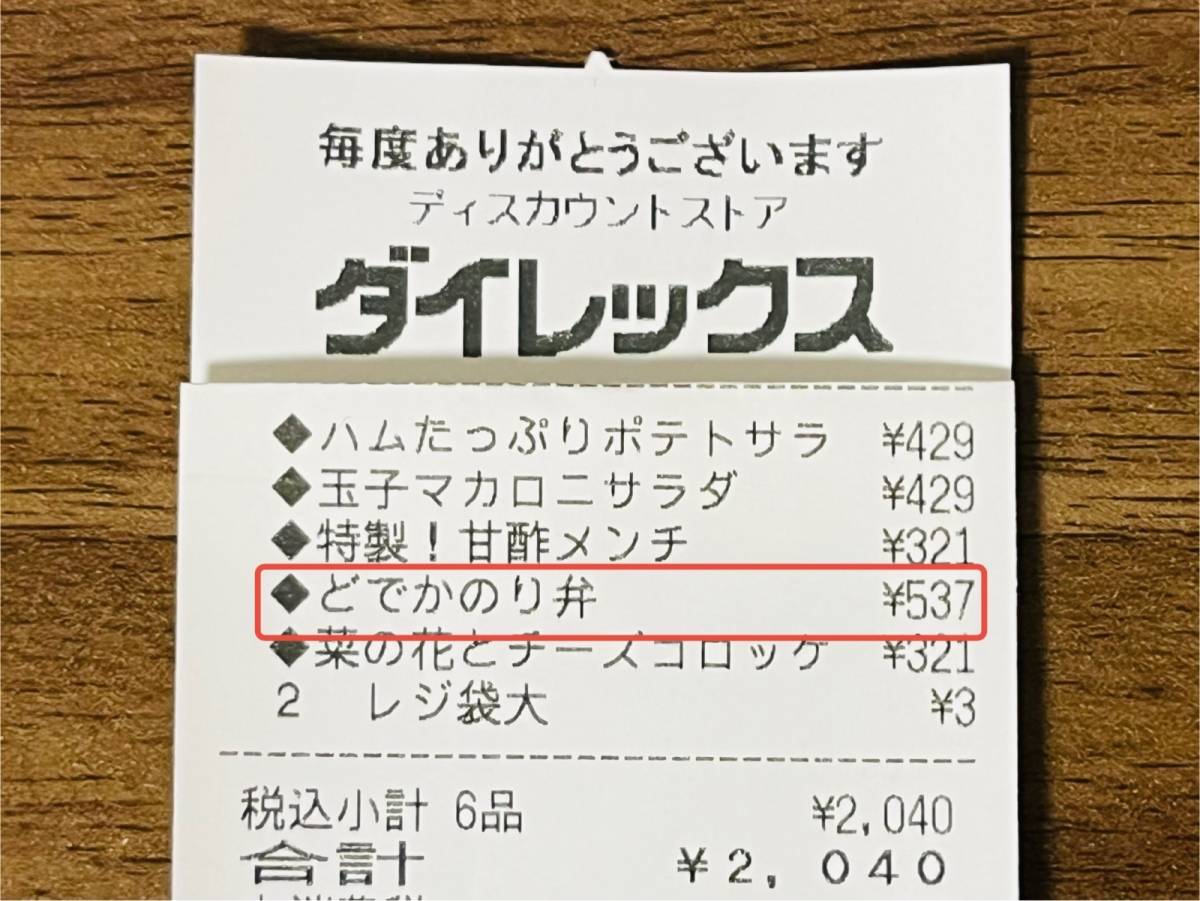 毎度ありがとうございます
ディスカウントストア
ダイレックス
◆ハムたっぷりポテトサラ ¥429
◆玉子マカロニサラダ ¥429
◆特製！甘酢メンチ ¥321
◆どでかのり弁 ¥537
◆菜の花とチーズコロッケ ¥321
2 レジ袋大 ¥3
税込小計 6品 ¥2,040
合計 ¥2,040